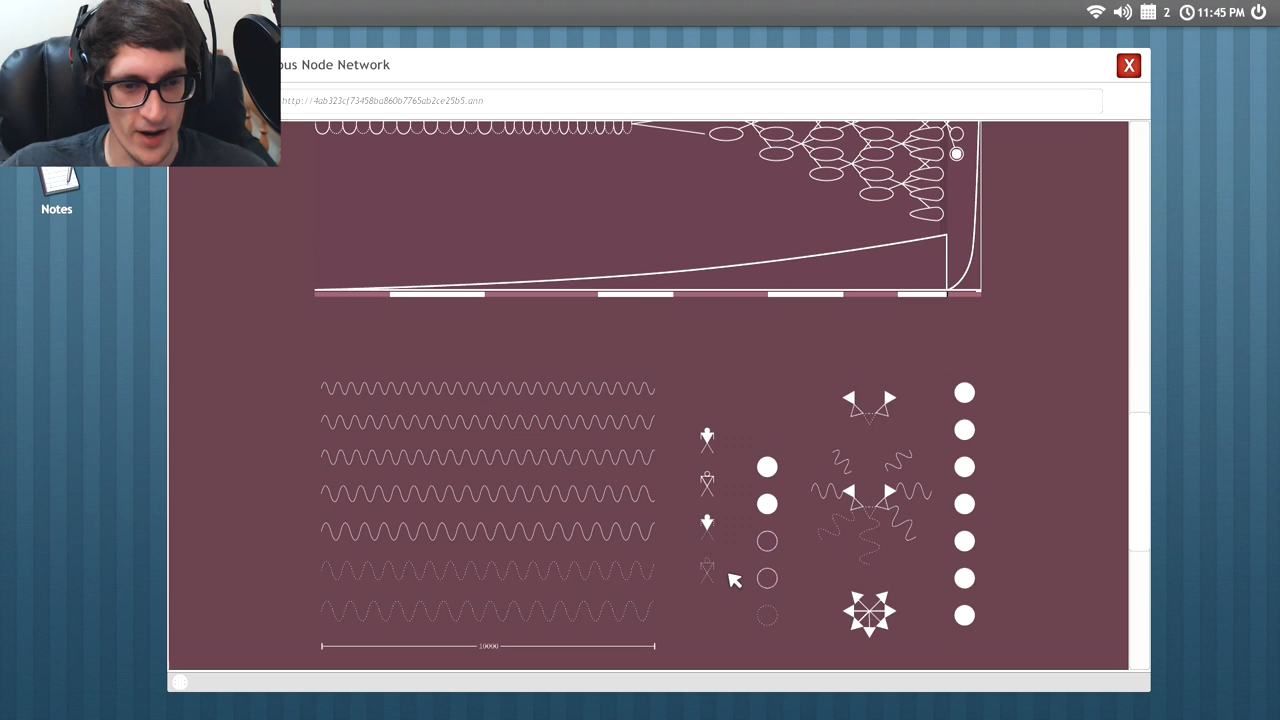 2
11:45 PM
ous Node Network
X
http://4ab323cf73458ba860b7765ab2ce25b5.ann
Notes
10000